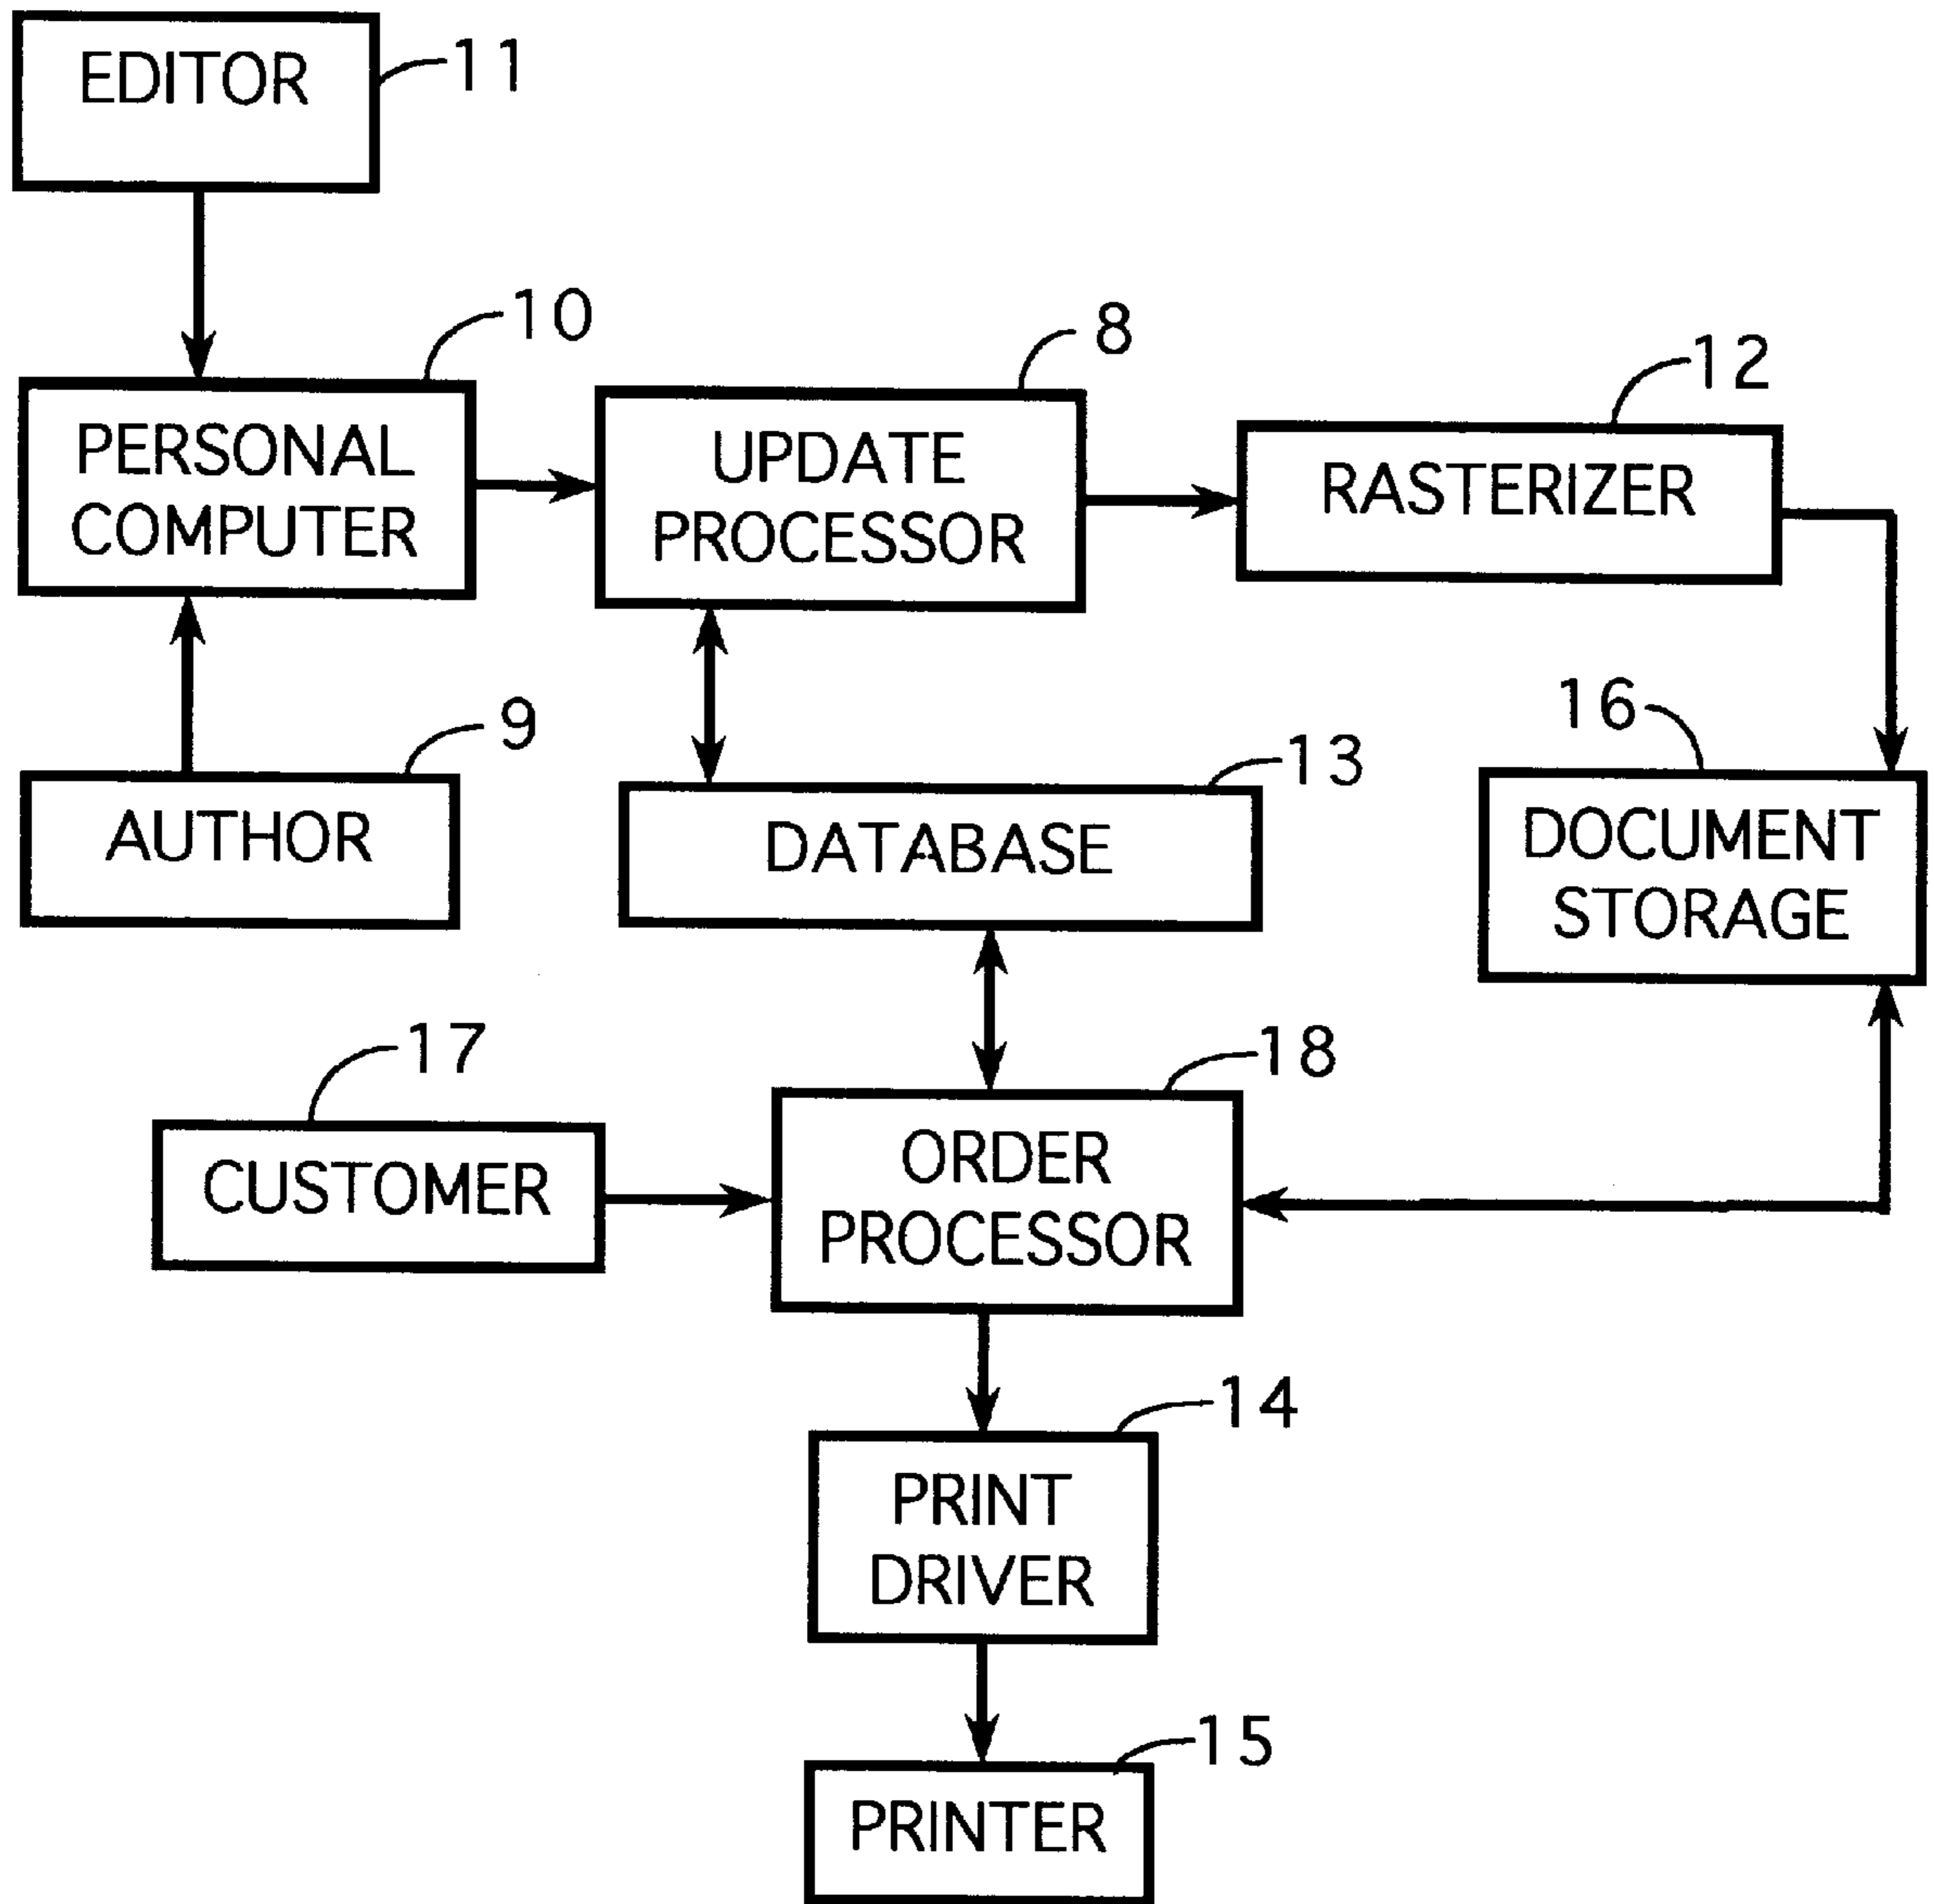 EDITOR
11
10
8
12
PERSONAL
COMPUTER
UPDATE
PROCESSOR
RASTERIZER
9
13
16
AUTHOR
DATABASE
DOCUMENT
STORAGE
17
18
CUSTOMER
ORDER
PROCESSOR
14
PRINT
DRIVER
15
PRINTER